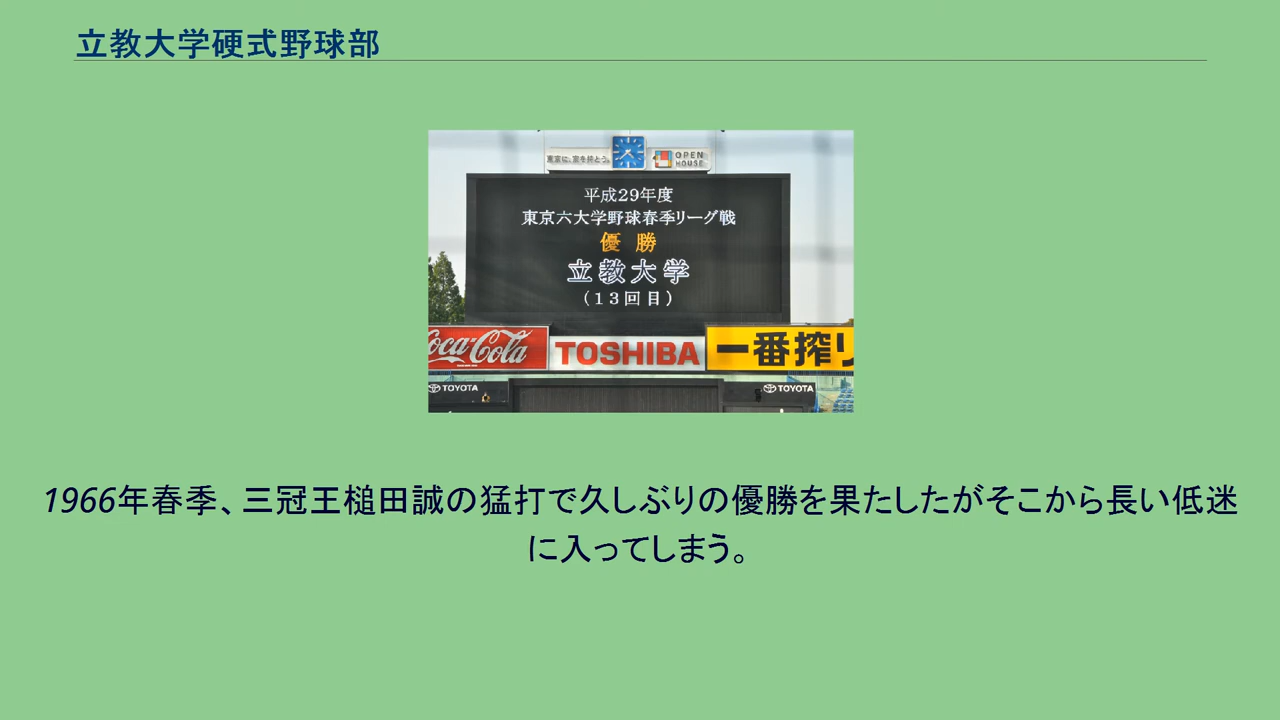 立教大学硬式野球部
東京に、家を持とう。
OPEN
HOUSE
平成29年度
東京六大学野球春季リーグ戦
優勝
立教大学
(13回目)
Coca-Cola
TOSHIBA
一番搾り
TOYOTA
TOYOTA
1966年春季、三冠王槌田誠の猛打で久しぶりの優勝を果たしたがそこから長い低迷
に入ってしまう。